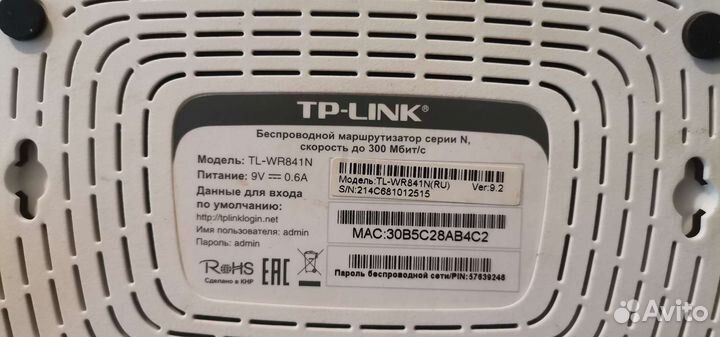 TP-LINK®
Беспроводной маршрутизатор серии N,
скорость до 300 Мбит/с
Модель: TL-WR841N
Питание: 9V ⎓ 0.6A
Данные для входа
по умолчанию:
http://tplinklogin.net
Имя пользователя: admin
Пароль: admin
RoHS
Сделано в КНР
EAC
Модель:TL-WR841N(RU) Ver:9.2
S/N:214C681012515
MAC:30B5C28AB4C2
Пароль беспроводной сети/PIN:57639248
Avito